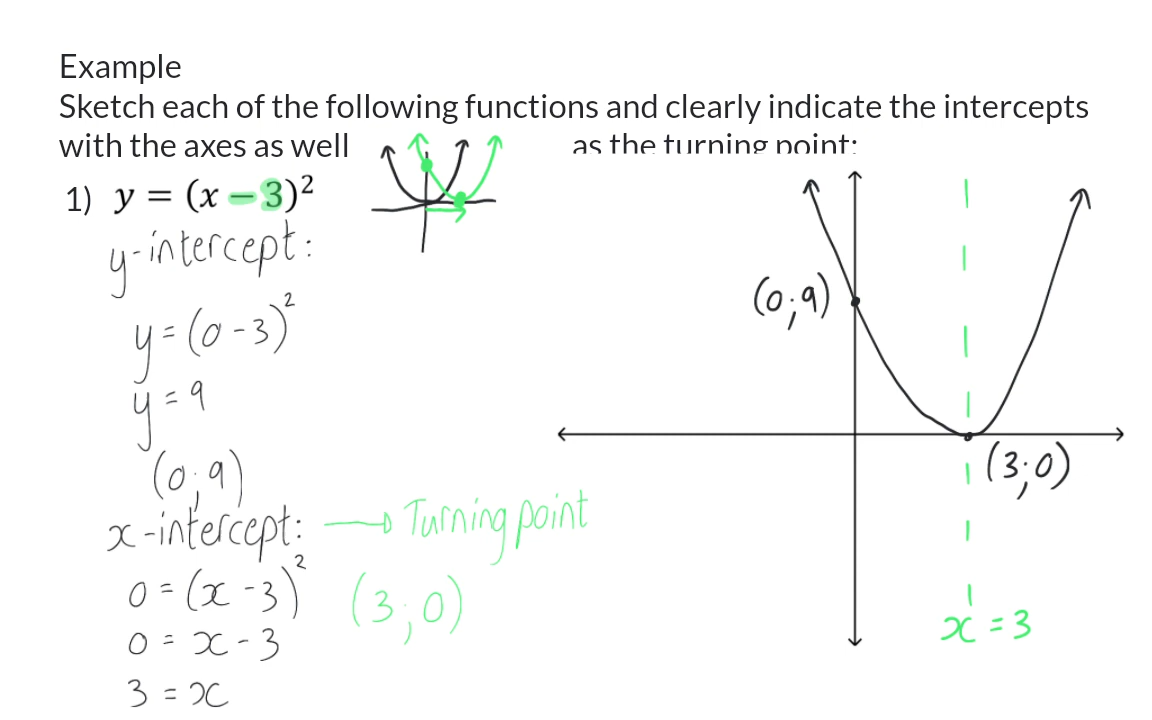 Example
Sketch each of the following functions and clearly indicate the intercepts
with the axes as well as the turning point:
1) y = (x − 3)²
y-intercept:
y = (0 - 3)²
y = 9
(0;9)
x-intercept: → Turning point
0 = (x - 3)² (3;0)
0 = x - 3
3 = x
(0;9)
(3;0)
x = 3